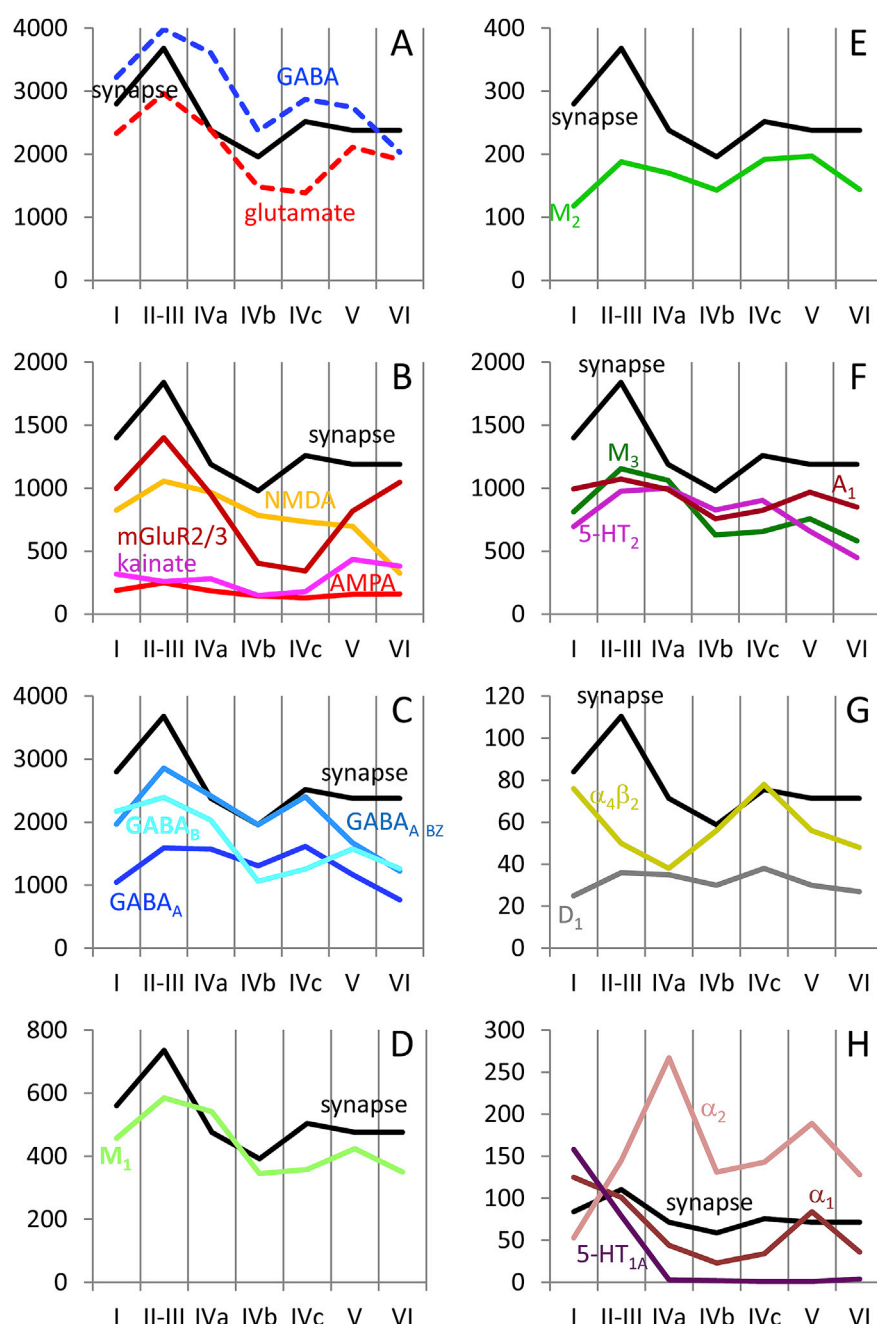 4000
3000
2000
1000
0
A
synapse
GABA
glutamate
I II-III IVa IVb IVc V VI
400
300
200
100
0
E
synapse
M₂
I II-III IVa IVb IVc V VI
2000
1500
1000
500
0
B
synapse
NMDA
mGluR2/3
kainate
AMPA
I II-III IVa IVb IVc V VI
2000
1500
1000
500
0
F
synapse
M₃
A₁
5-HT₂
I II-III IVa IVb IVc V VI
4000
3000
2000
1000
0
C
synapse
GABA_B
GABA_A BZ
GABA_A
I II-III IVa IVb IVc V VI
120
100
80
60
40
20
0
G
synapse
α₄β₂
D₁
I II-III IVa IVb IVc V VI
800
600
400
200
0
D
synapse
M₁
I II-III IVa IVb IVc V VI
300
250
200
150
100
50
0
H
α₂
synapse
α₁
5-HT₁A
I II-III IVa IVb IVc V VI